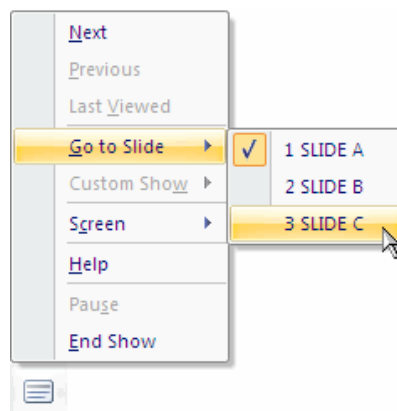 Next
Previous
Last Viewed
Go to Slide
Custom Show
Screen
Help
Pause
End Show
1 SLIDE A
2 SLIDE B
3 SLIDE C